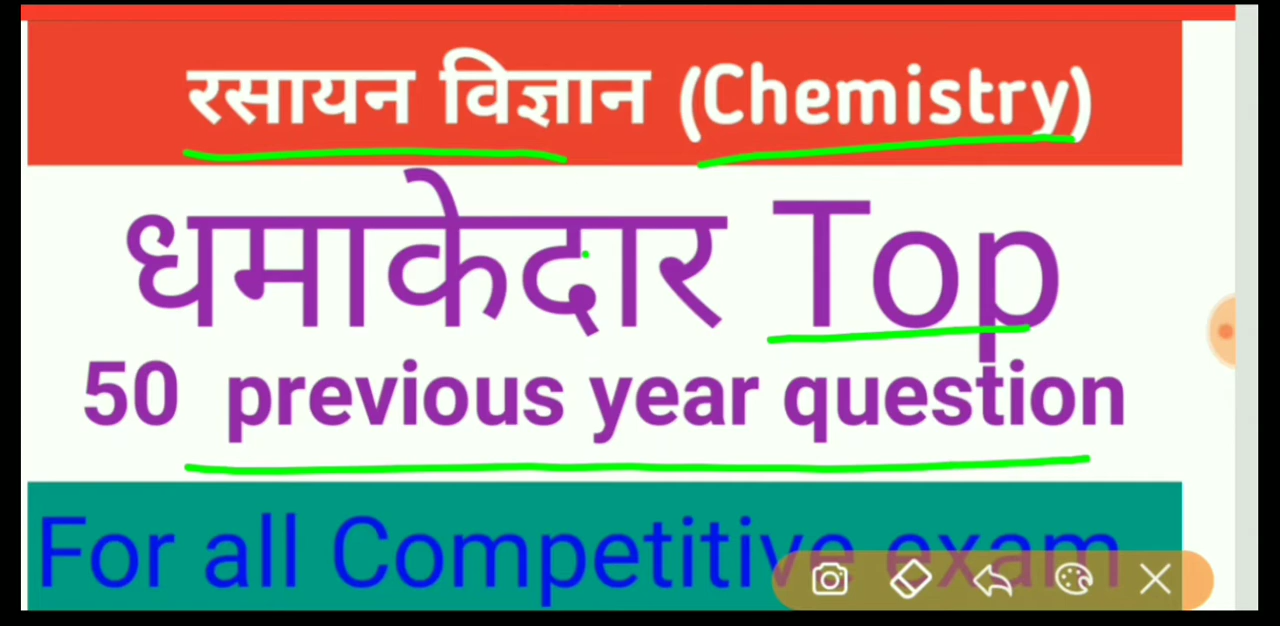 रसायन विज्ञान (Chemistry)
धमाकेदार Top
50 previous year question
For all Competitive exam